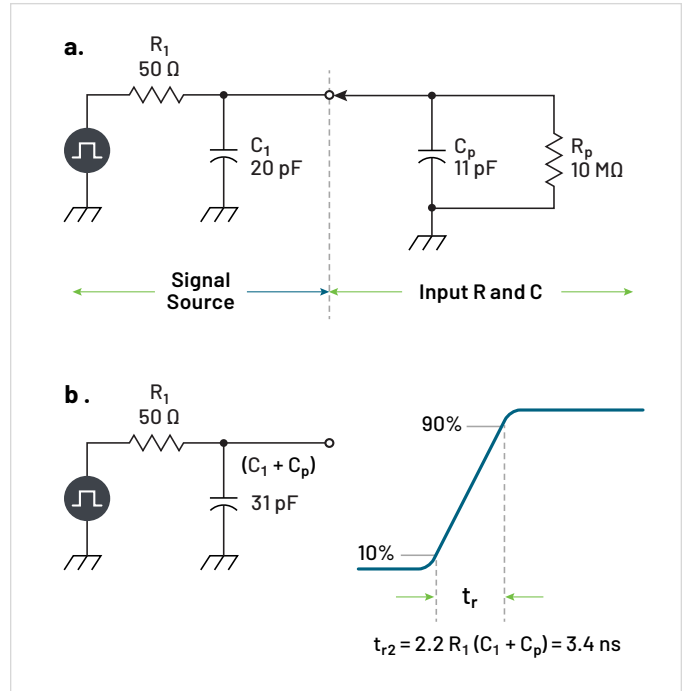 a.
R₁
50 Ω
C₁
20 pF
Cₚ
11 pF
Rₚ
10 MΩ
Signal
Source
Input R and C
b .
R₁
50 Ω
(C₁ + Cₚ)
31 pF
90%
10%
tᵣ
tᵣ₂ = 2.2 R₁ (C₁ + Cₚ) = 3.4 ns